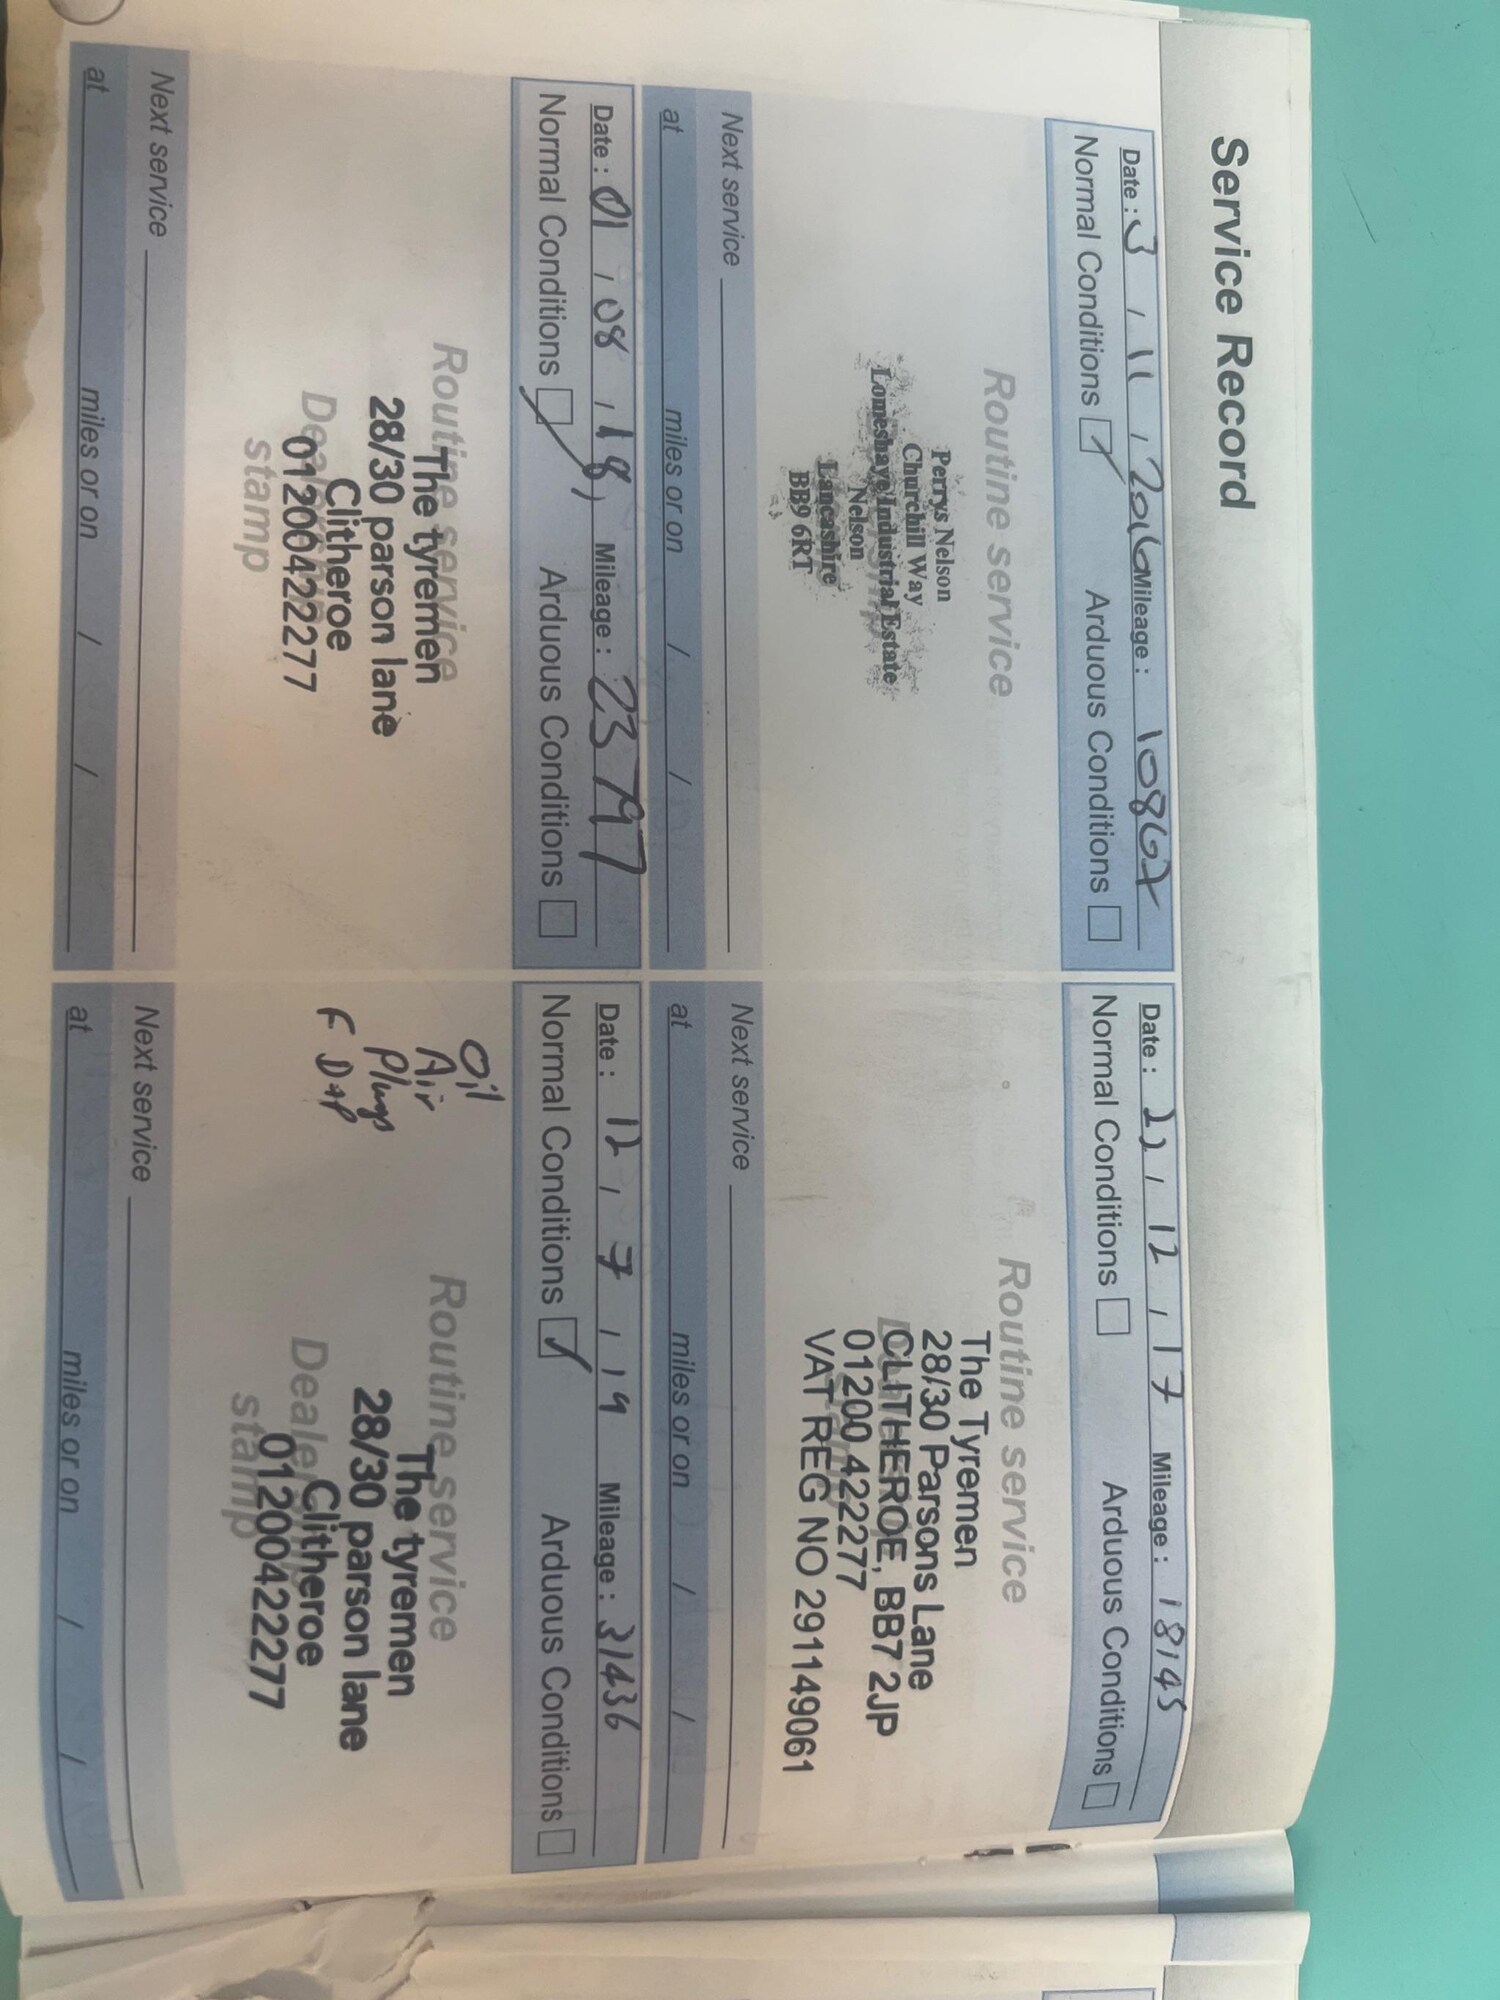 Service Record
Date : 3 / 11 / 2016 Mileage : 10867
Normal Conditions Arduous Conditions
Routine service
Perrys Nelson
Churchill Way
Lomeshaye Industrial Estate
Nelson
Lancashire
BB9 6RT
Next service
at miles or on / /
Date : 22 / 12 / 17 Mileage : 18145
Normal Conditions Arduous Conditions
Routine service
The Tyremen
28/30 Parsons Lane
CLITHEROE, BB7 2JP
01200 422277
VAT REG NO 291149061
Next service
at miles or on / /
Date : 01 / 08 / 18 Mileage : 23797
Normal Conditions Arduous Conditions
Routine service
The tyremen
28/30 parson lane
Clitheroe
01200422277
Dealer
stamp
Next service
at miles or on / /
Date : 12 / 7 / 19 Mileage : 31436
Normal Conditions Arduous Conditions
Oil
Air
Plugs
F D+P
Routine service
The tyremen
28/30 parson lane
Clitheroe
01200422277
Dealer
stamp
Next service
at miles or on / /